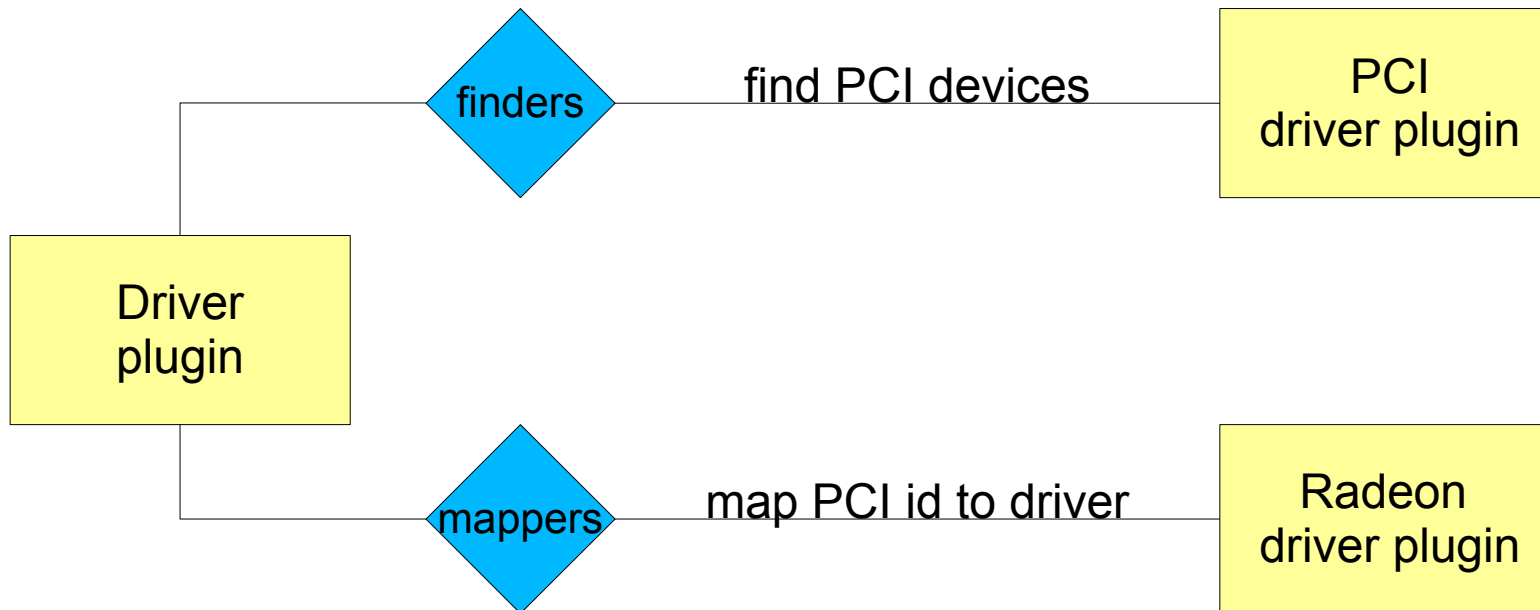 finders
find PCI devices
PCI
driver plugin
Driver
plugin
mappers
map PCI id to driver
Radeon
driver plugin